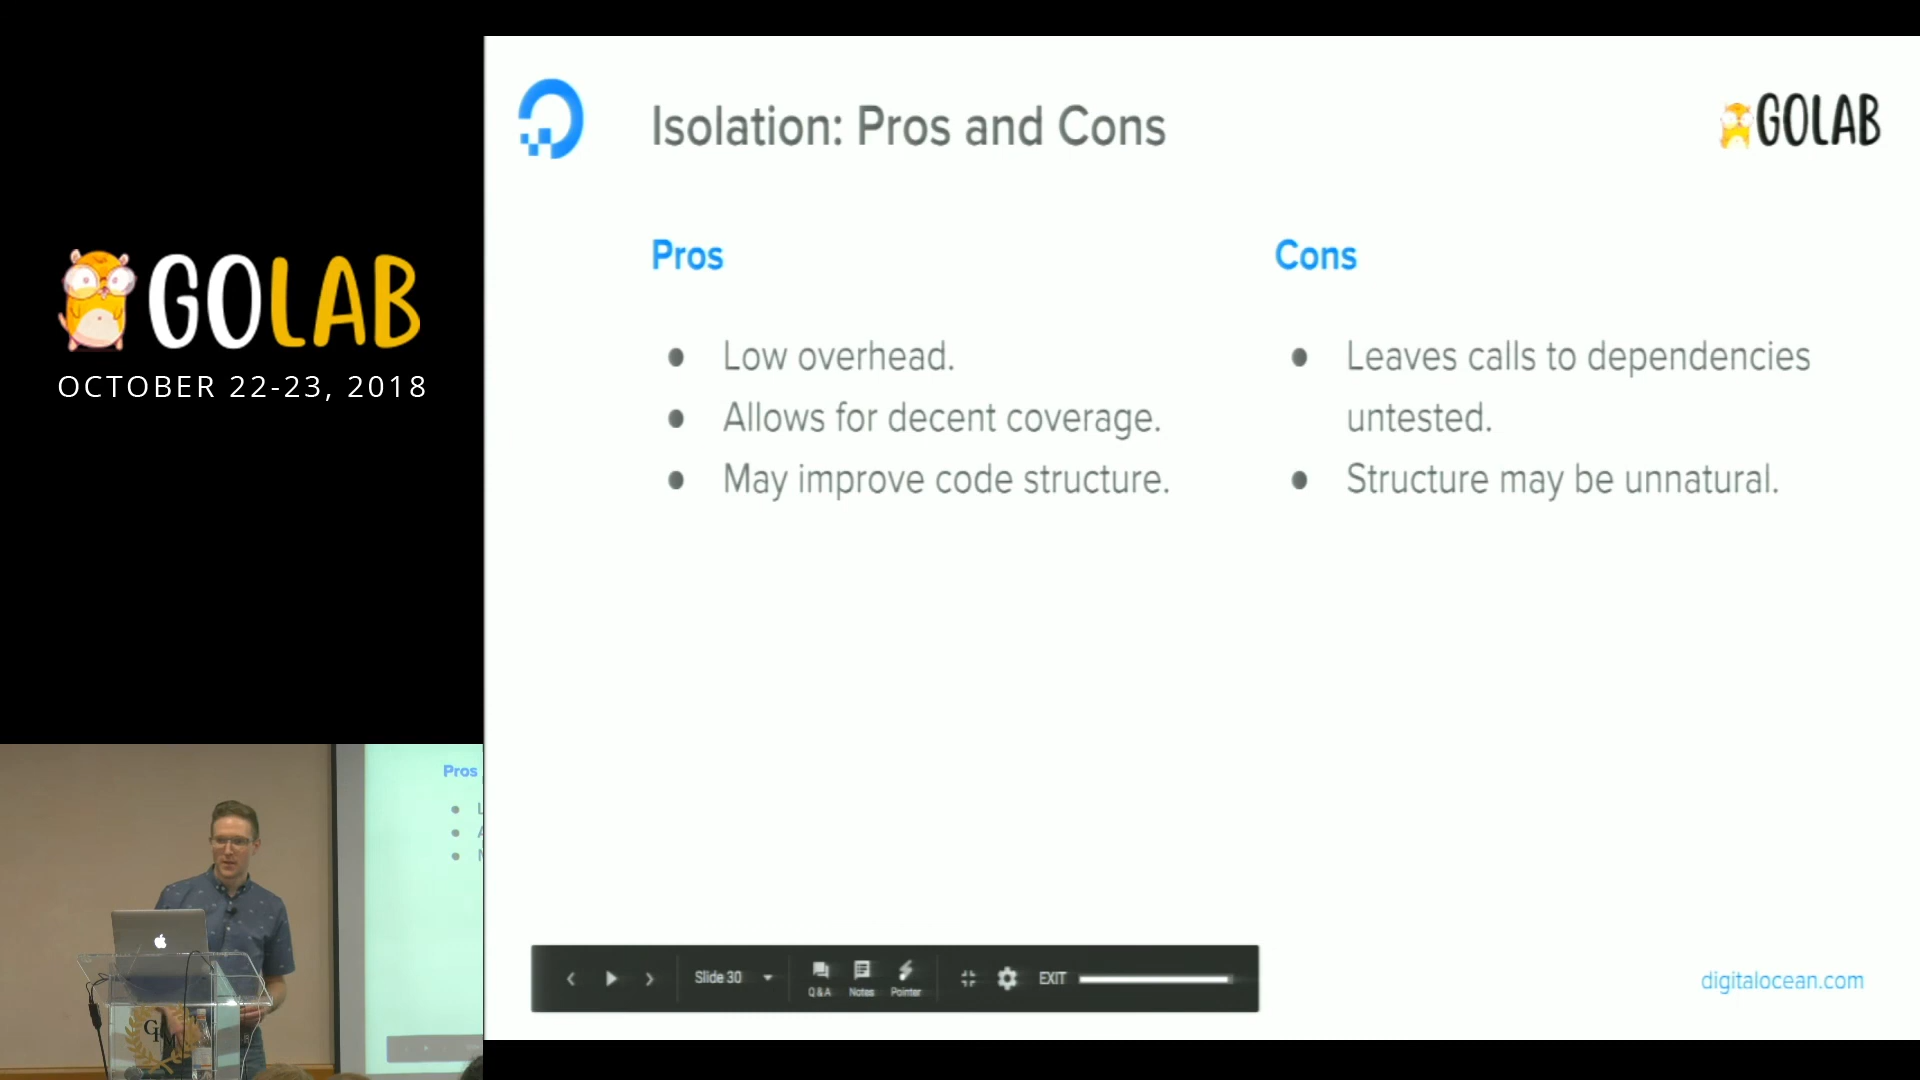 GOLAB
OCTOBER 22-23, 2018
Isolation: Pros and Cons
GOLAB
Pros
Low overhead.
Allows for decent coverage.
May improve code structure.
Cons
Leaves calls to dependencies
untested.
Structure may be unnatural.
Slide 30
Q&A
Notes
Pointer
EXIT
digitalocean.com
Pros